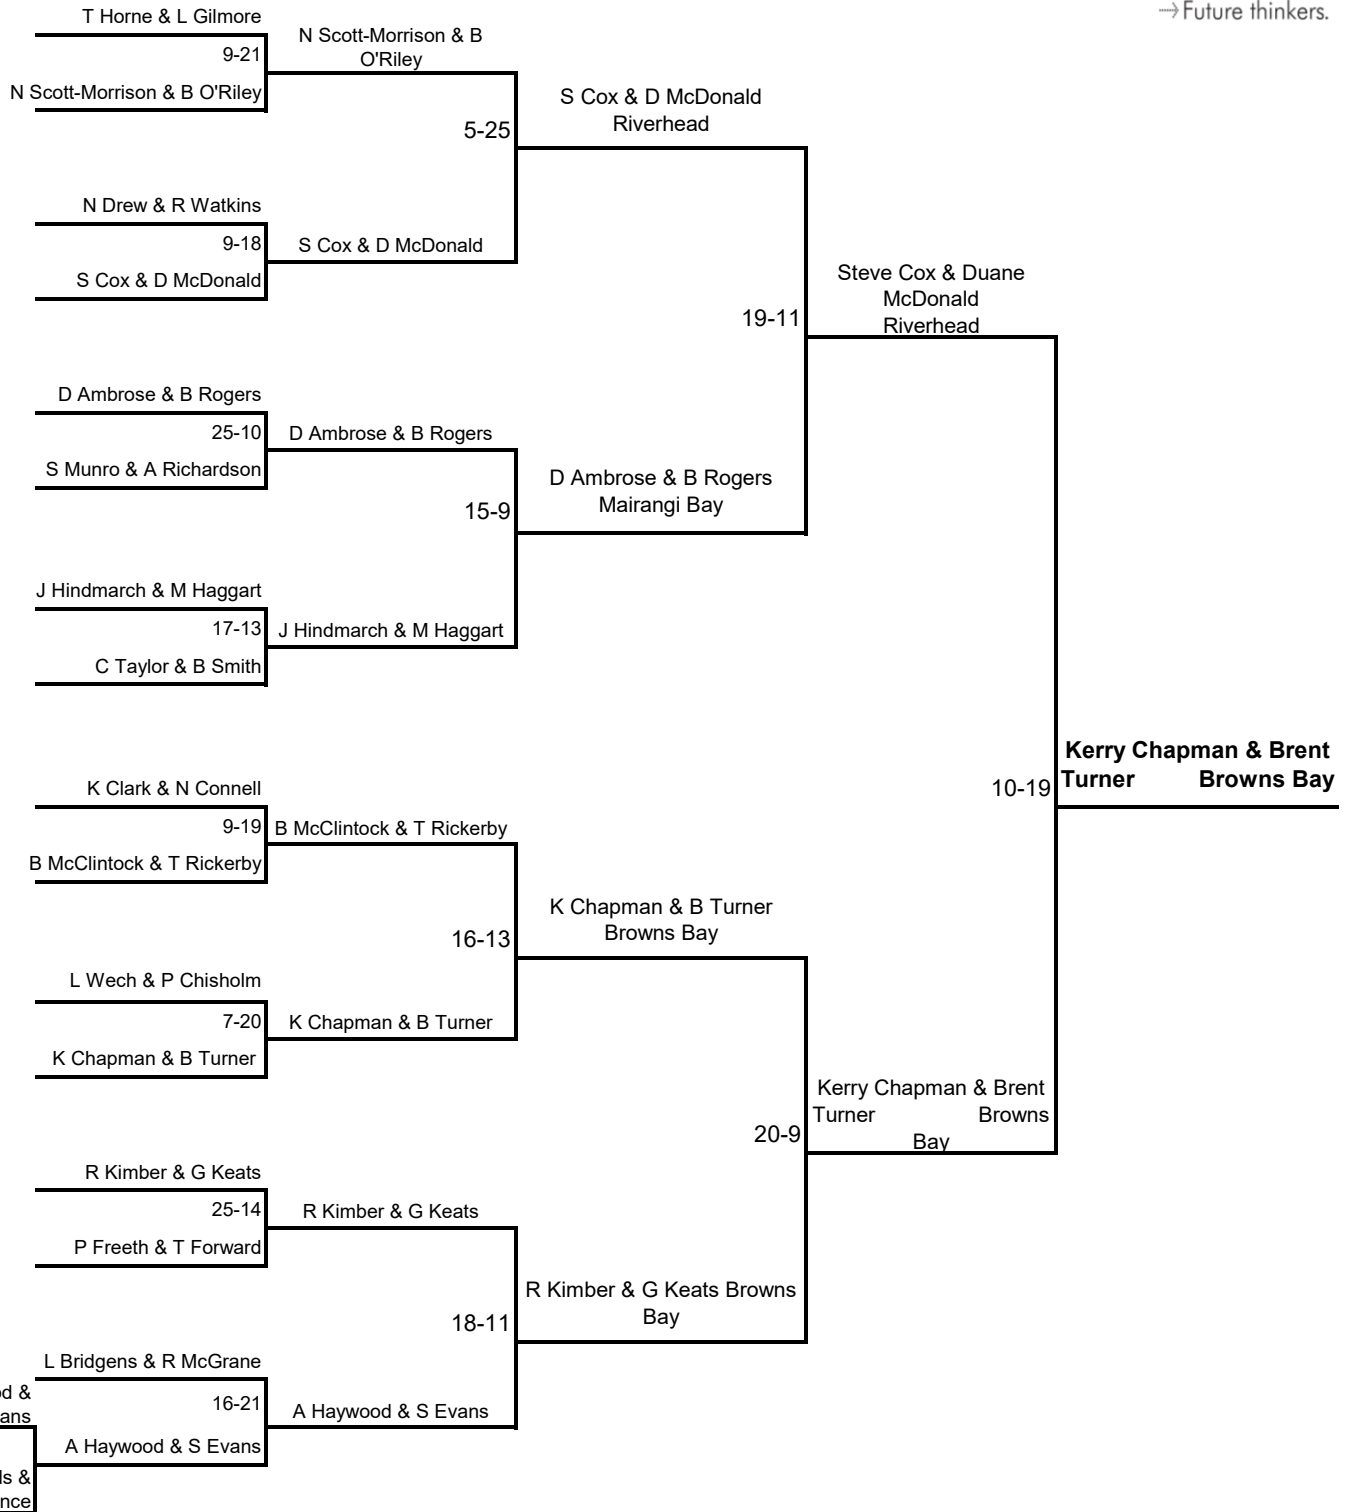 Future thinkers.
T Horne & L Gilmore
9-21
N Scott-Morrison & B O'Riley
N Scott-Morrison & B
O'Riley
5-25
S Cox & D McDonald
Riverhead
N Drew & R Watkins
9-18
S Cox & D McDonald
S Cox & D McDonald
19-11
Steve Cox & Duane
McDonald
Riverhead
D Ambrose & B Rogers
25-10
S Munro & A Richardson
D Ambrose & B Rogers
15-9
D Ambrose & B Rogers
Mairangi Bay
J Hindmarch & M Haggart
17-13
C Taylor & B Smith
J Hindmarch & M Haggart
10-19
Kerry Chapman & Brent
Turner Browns Bay
K Clark & N Connell
9-19
B McClintock & T Rickerby
B McClintock & T Rickerby
16-13
K Chapman & B Turner
Browns Bay
L Wech & P Chisholm
7-20
K Chapman & B Turner
K Chapman & B Turner
20-9
Kerry Chapman & Brent
Turner Browns
Bay
R Kimber & G Keats
25-14
P Freeth & T Forward
R Kimber & G Keats
18-11
R Kimber & G Keats Browns
Bay
L Bridgens & R McGrane
16-21
A Haywood & S Evans
A Haywood & S Evans
d &
ans
ls &
nce